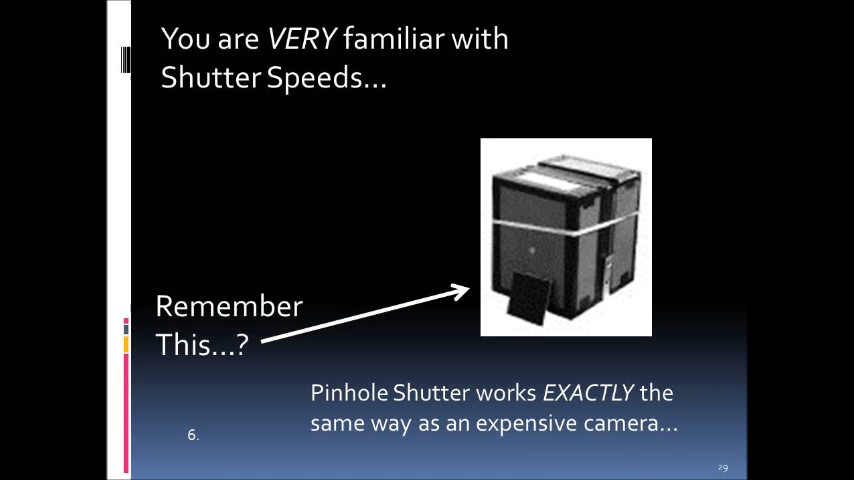 You are VERY familiar with
Shutter Speeds...
Remember
This...?
Pinhole Shutter works EXACTLY the
same way as an expensive camera...
6.
29